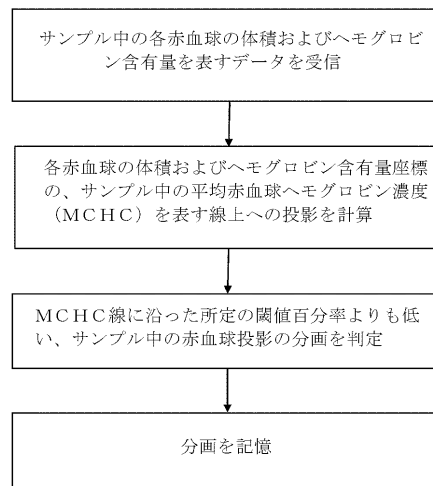 サンプル中の各赤血球の体積およびヘモグロビ
ン含有量を表すデータを受信
各赤血球の体積およびヘモグロビン含有量座標
の、サンプル中の平均赤血球ヘモグロビン濃度
（ＭＣＨＣ）を表す線上への投影を計算
ＭＣＨＣ線に沿った所定の閾値百分率よりも低
い、サンプル中の赤血球投影の分画を判定
分画を記憶